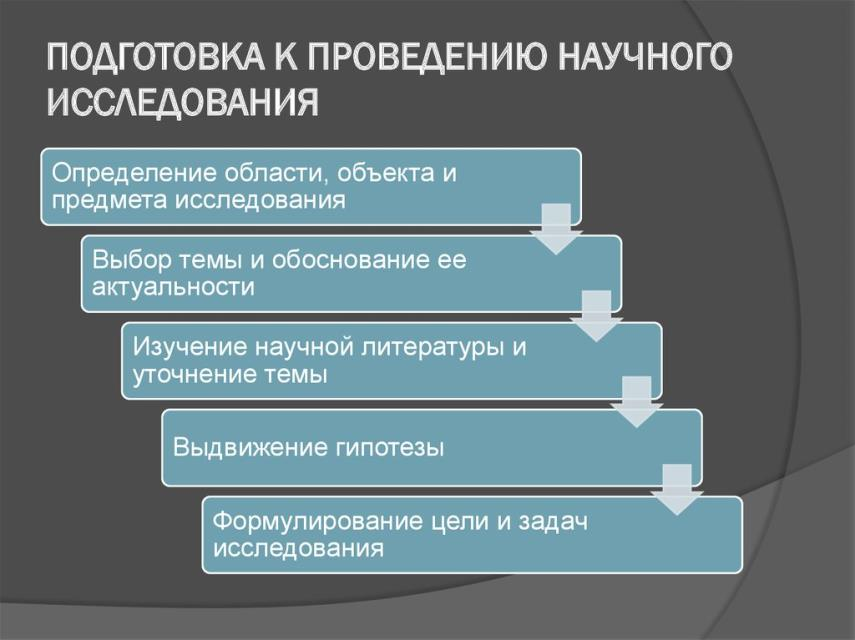 ПОДГОТОВКА К ПРОВЕДЕНИЮ НАУЧНОГО
ИССЛЕДОВАНИЯ
Определение области, объекта и
предмета исследования
Выбор темы и обоснование ее
актуальности
Изучение научной литературы и
уточнение темы
Выдвижение гипотезы
Формулирование цели и задач
исследования